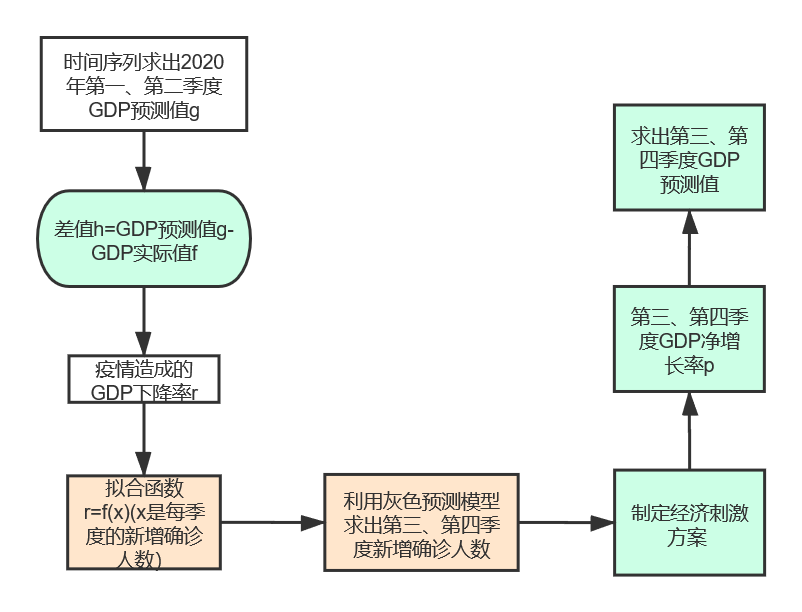 时间序列求出2020
年第一、第二季度
GDP预测值g
差值h=GDP预测值g-
GDP实际值f
疫情造成的
GDP下降率r
拟合函数
r=f(x)(x是每季
度的新增确诊
人数)
利用灰色预测模型
求出第三、第四季
度新增确诊人数
制定经济刺激
方案
第三、第四季
度GDP净增
长率p
求出第三、第
四季度GDP
预测值